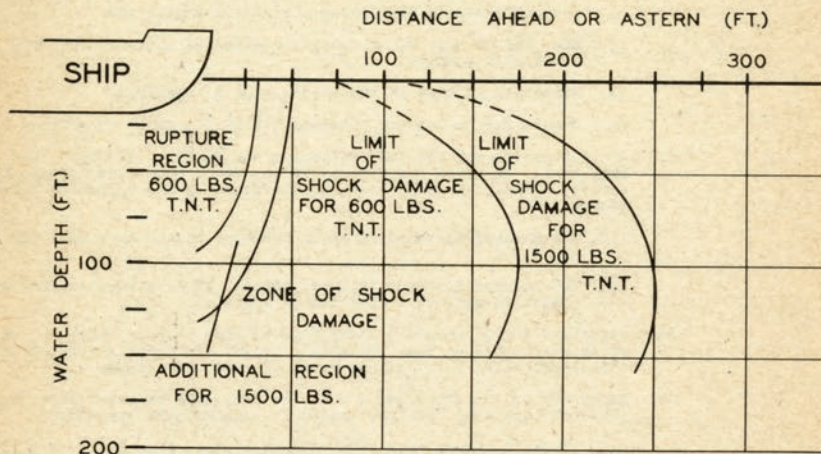 DISTANCE AHEAD OR ASTERN (FT.)
100 200 300
SHIP
RUPTURE
REGION
600 LBS.
T.N.T.
LIMIT
OF
SHOCK DAMAGE
FOR 600 LBS.
T.N.T.
LIMIT
OF
SHOCK
DAMAGE
FOR
1500 LBS.
T.N.T.
WATER DEPTH (FT.)
100
ZONE OF SHOCK
DAMAGE
ADDITIONAL REGION
FOR 1500 LBS.
200